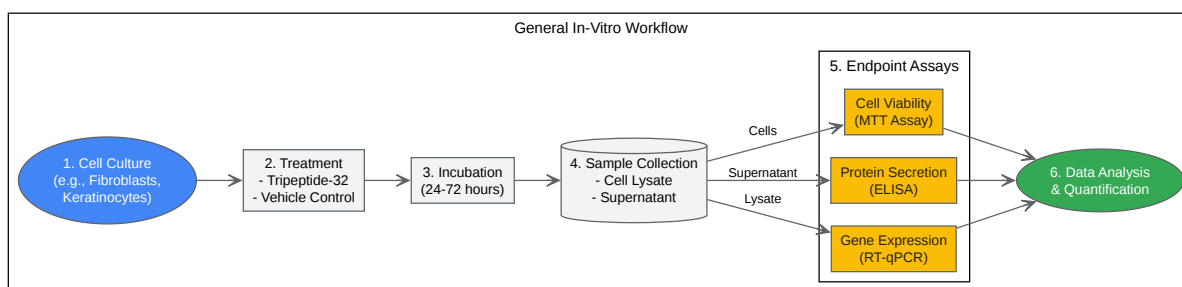 General In-Vitro Workflow
1. Cell Culture
(e.g., Fibroblasts,
Keratinocytes)
2. Treatment
- Tripeptide-32
- Vehicle Control
3. Incubation
(24-72 hours)
4. Sample Collection
- Cell Lysate
- Supernatant
Cells
Supernatant
Lysate
5. Endpoint Assays
Cell Viability
(MTT Assay)
Protein Secretion
(ELISA)
Gene Expression
(RT-qPCR)
6. Data Analysis
& Quantification